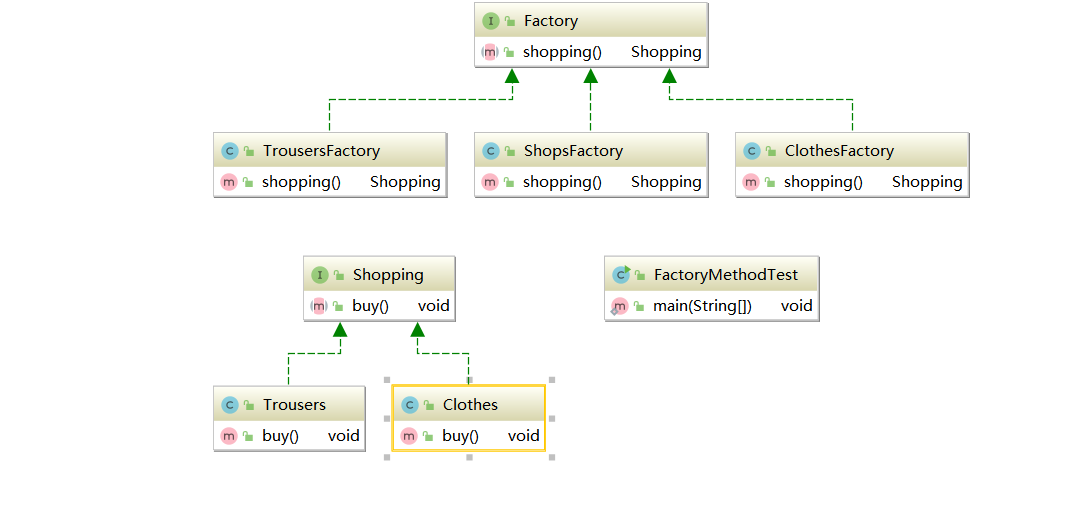 I Factory
m shopping() Shopping
C TrousersFactory
m shopping() Shopping
C ShopsFactory
m shopping() Shopping
C ClothesFactory
m shopping() Shopping
I Shopping
m buy() void
C FactoryMethodTest
m main(String[]) void
C Trousers
m buy() void
C Clothes
m buy() void